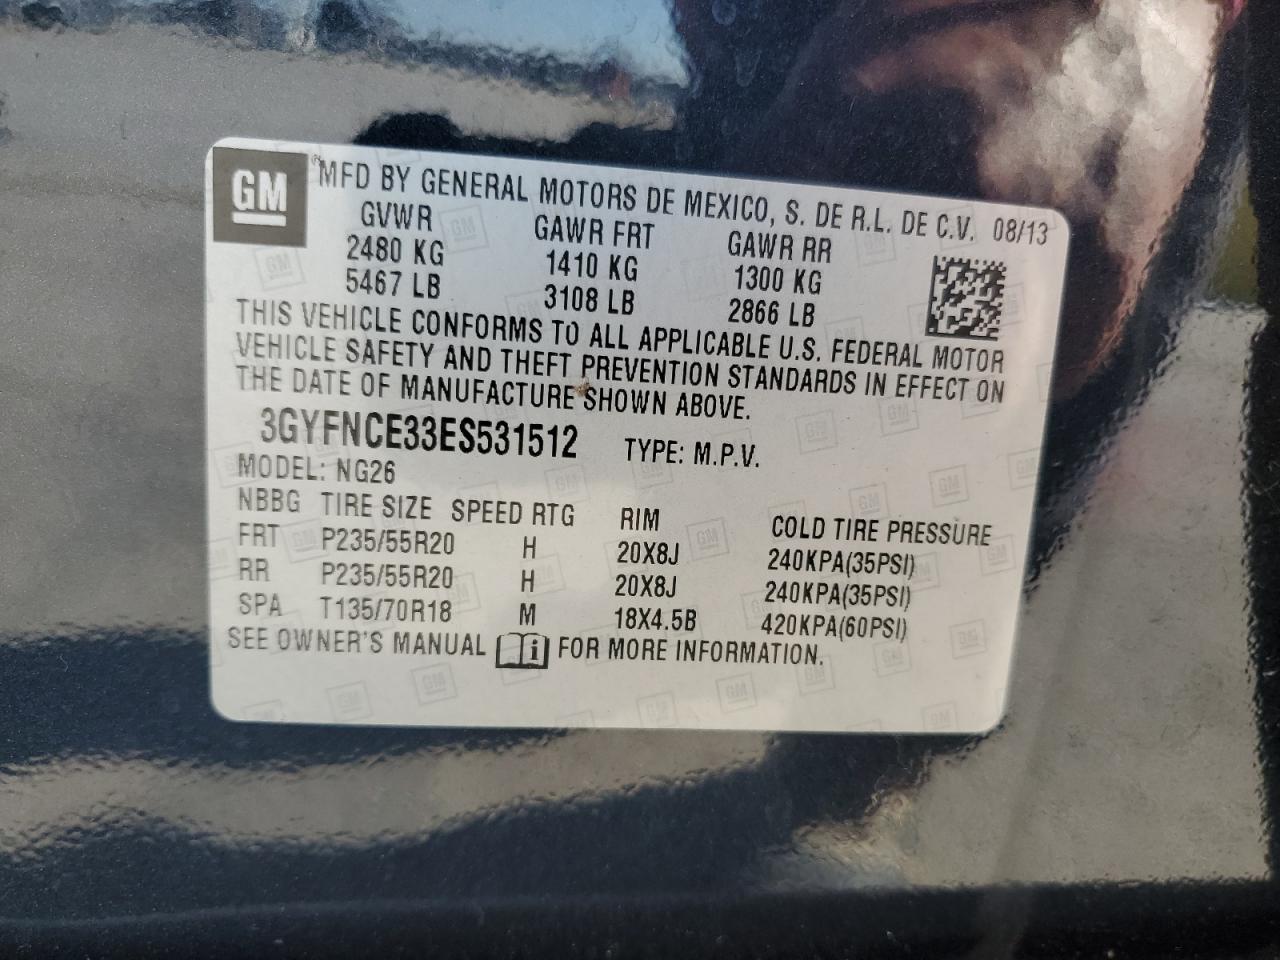 GM ® MFD BY GENERAL MOTORS DE MEXICO, S. DE R.L. DE C.V. 08/13
GVWR GAWR FRT GAWR RR
2480 KG 1410 KG 1300 KG
5467 LB 3108 LB 2866 LB
THIS VEHICLE CONFORMS TO ALL APPLICABLE U.S. FEDERAL MOTOR
VEHICLE SAFETY AND THEFT PREVENTION STANDARDS IN EFFECT ON
THE DATE OF MANUFACTURE SHOWN ABOVE.
3GYFNCE33ES531512 TYPE: M.P.V.
MODEL: NG26
NBBG TIRE SIZE SPEED RTG RIM COLD TIRE PRESSURE
FRT P235/55R20 H 20X8J 240KPA(35PSI)
RR P235/55R20 H 20X8J 240KPA(35PSI)
SPA T135/70R18 M 18X4.5B 420KPA(60PSI)
SEE OWNER'S MANUAL i FOR MORE INFORMATION.